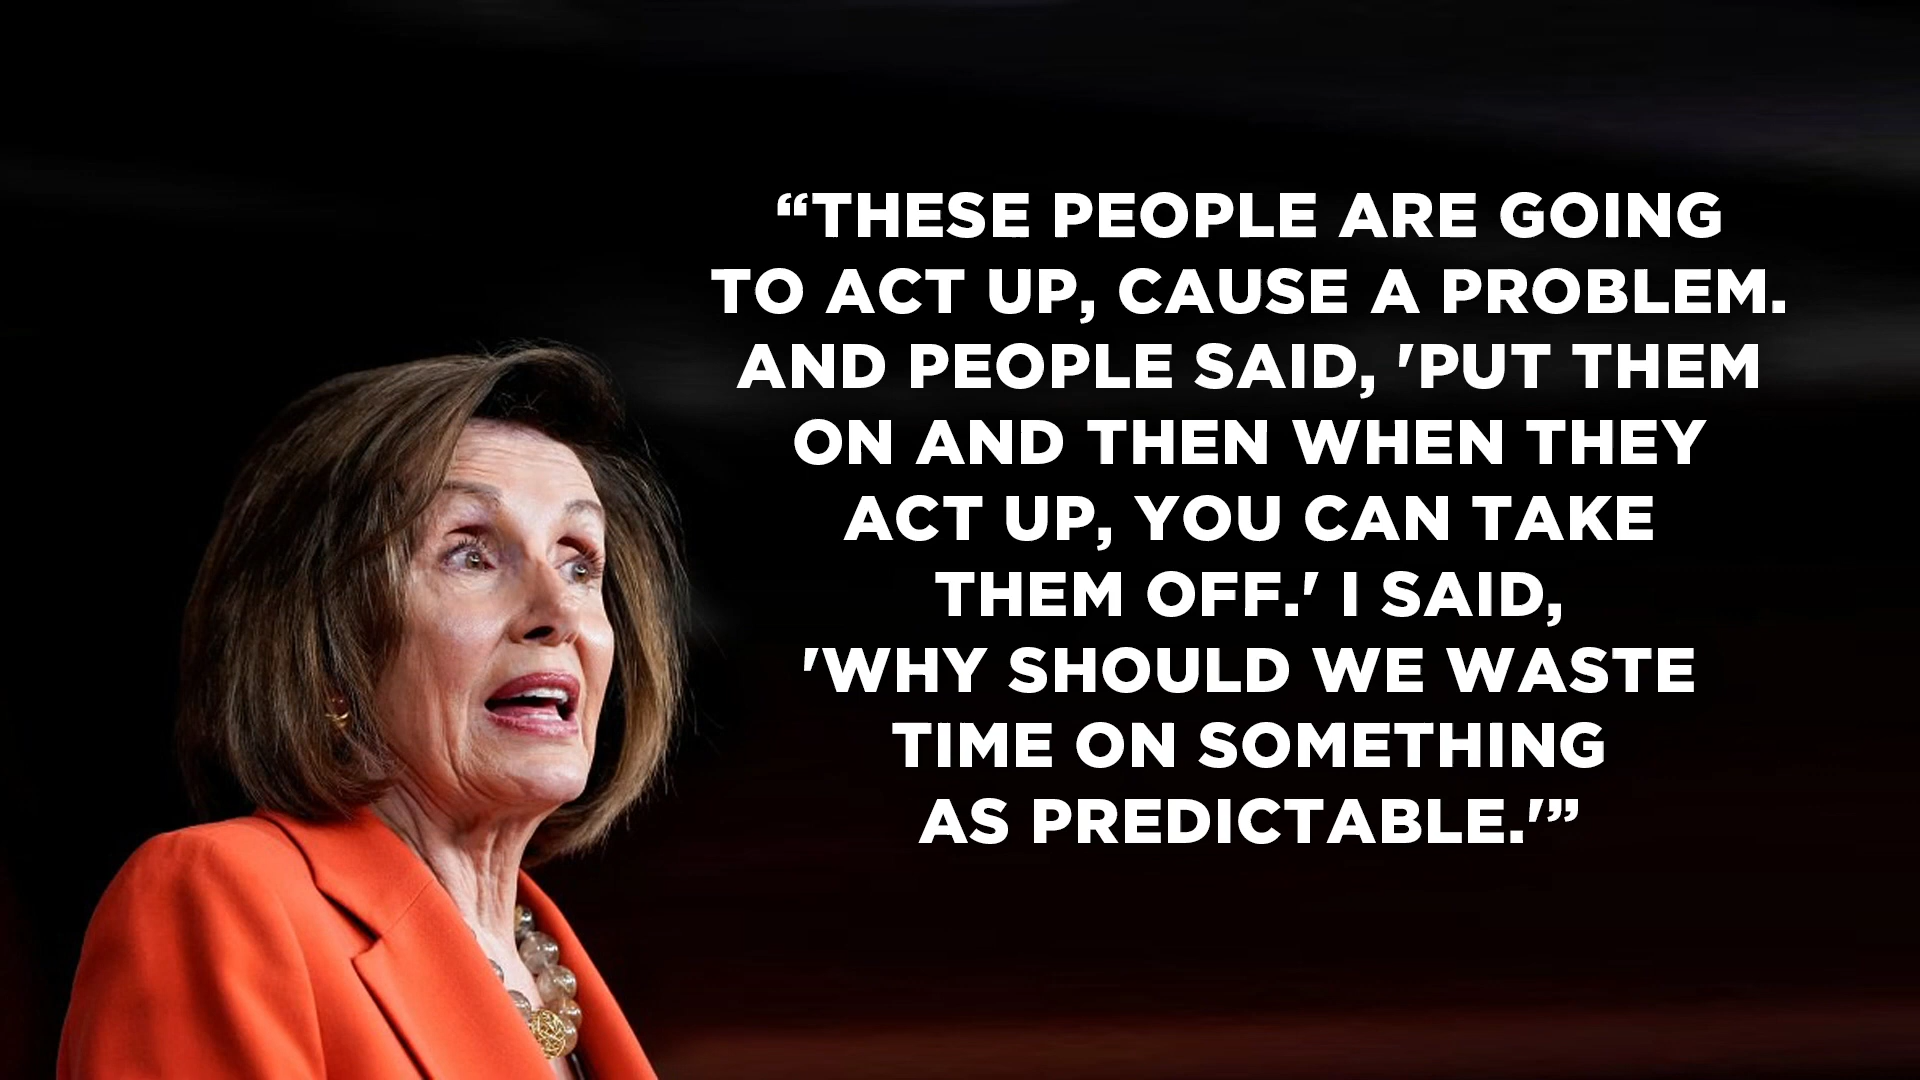 “THESE PEOPLE ARE GOING
TO ACT UP, CAUSE A PROBLEM.
AND PEOPLE SAID, 'PUT THEM
ON AND THEN WHEN THEY
ACT UP, YOU CAN TAKE
THEM OFF.' I SAID,
'WHY SHOULD WE WASTE
TIME ON SOMETHING
AS PREDICTABLE.'”